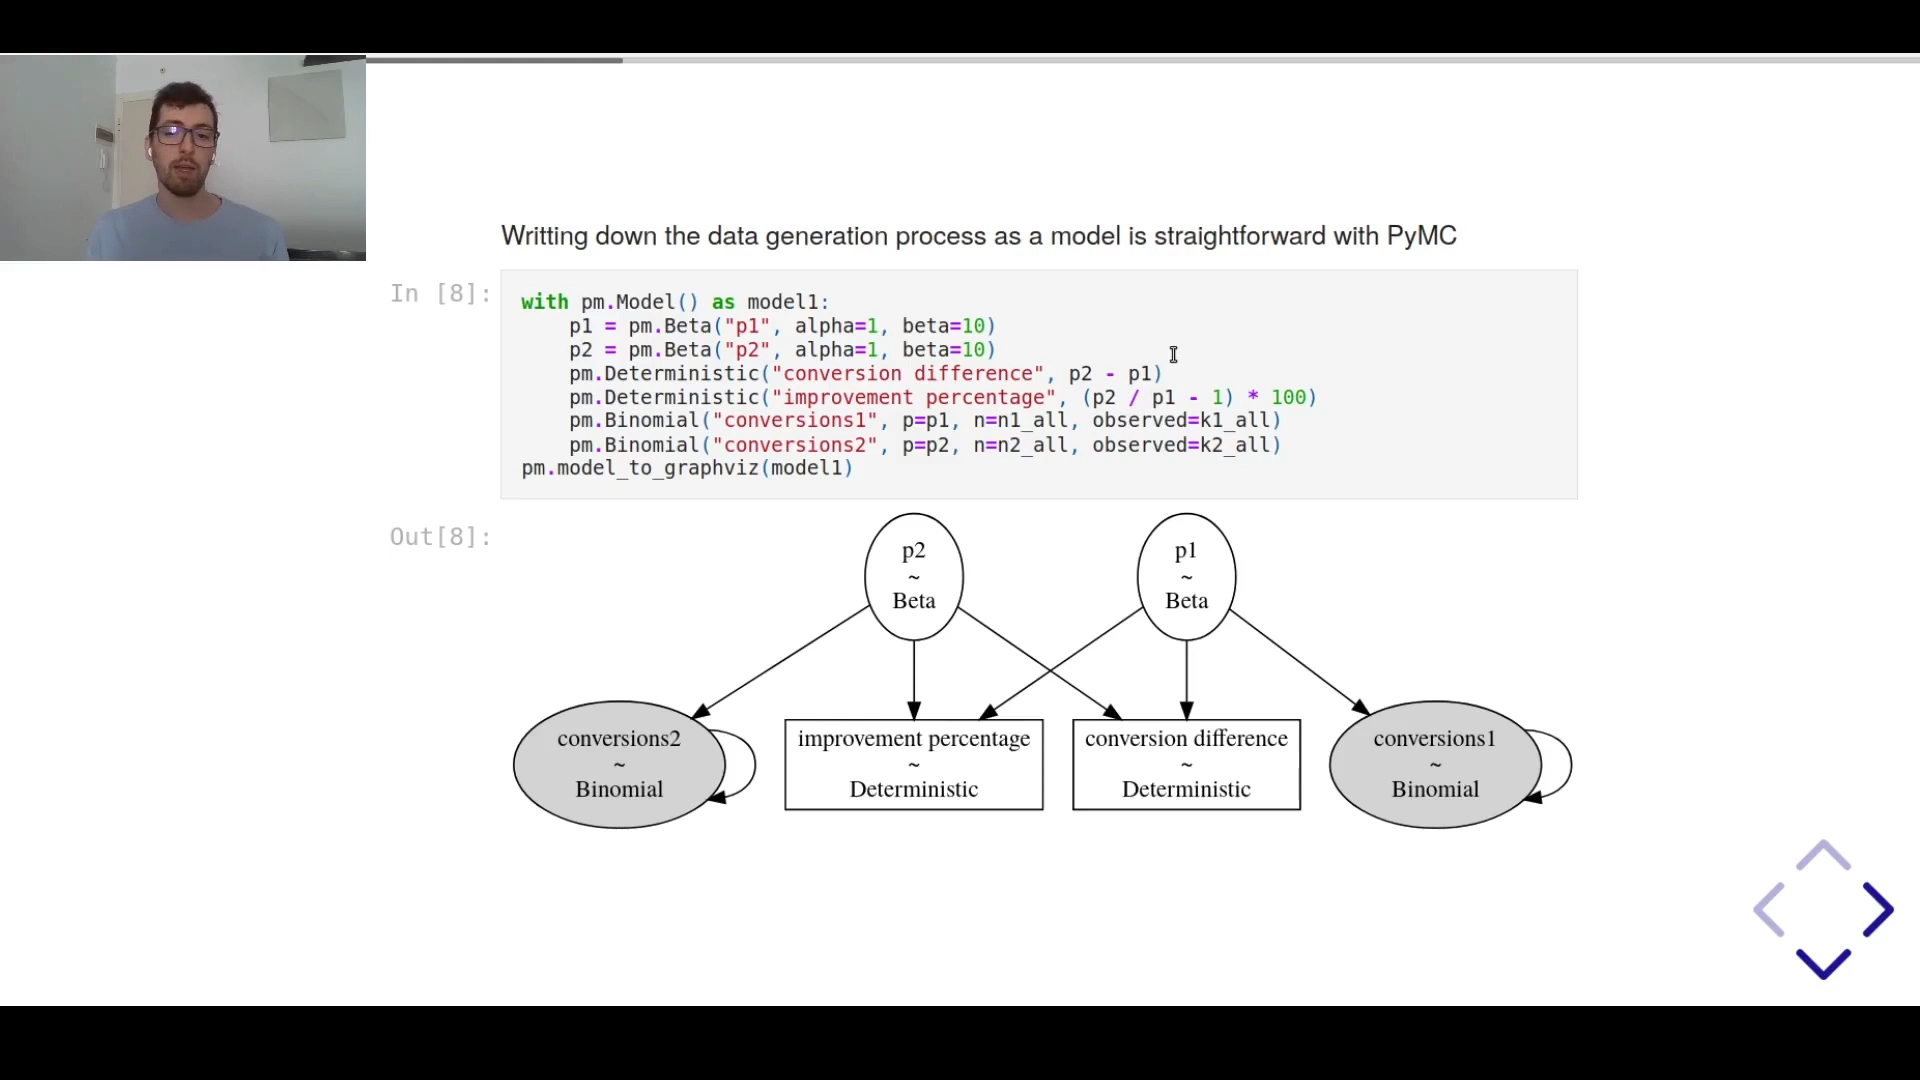 Writting down the data generation process as a model is straightforward with PyMC
In [8]:
with pm.Model() as model1:
    p1 = pm.Beta("p1", alpha=1, beta=10)
    p2 = pm.Beta("p2", alpha=1, beta=10)
    pm.Deterministic("conversion difference", p2 - p1)
    pm.Deterministic("improvement percentage", (p2 / p1 - 1) * 100)
    pm.Binomial("conversions1", p=p1, n=n1_all, observed=k1_all)
    pm.Binomial("conversions2", p=p2, n=n2_all, observed=k2_all)
pm.model_to_graphviz(model1)
Out[8]:
p2
~
Beta
p1
~
Beta
conversions2
~
Binomial
improvement percentage
~
Deterministic
conversion difference
~
Deterministic
conversions1
~
Binomial